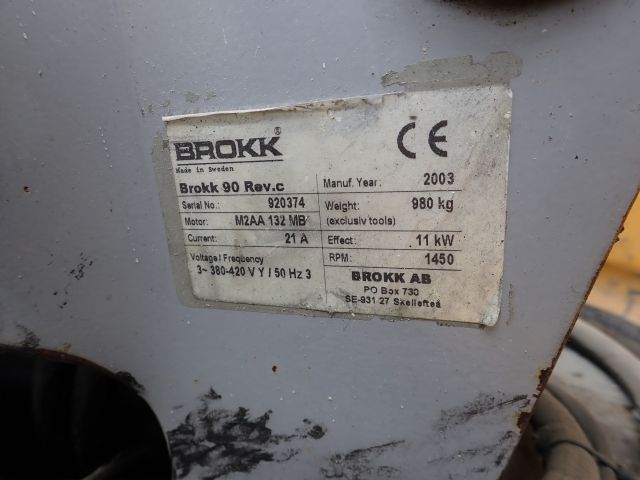 BROKK®
CE
Made in Sweden
Brokk 90 Rev.c
Manuf. Year: 2003
Serial No.: 920374
Weight: 980 kg
Motor: M2AA 132 MB
(exclusiv tools)
Current: 21 A
Effect: 11 kW
Voltage / Frequency
RPM: 1450
3~ 380-420 V Y / 50 Hz 3
BROKK AB
PO Box 730
SE-931 27 Skellefteå